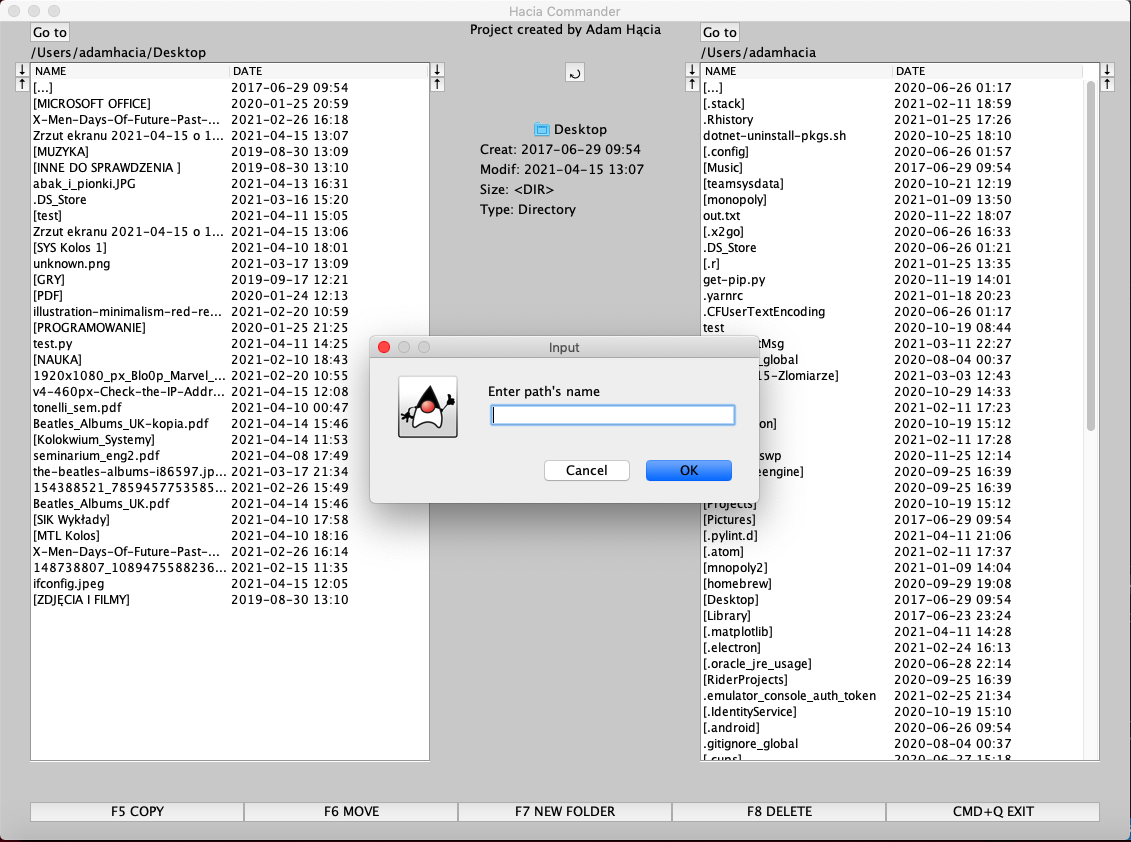 Hacia Commander
Go to
Project created by Adam Hącia
Go to
/Users/adamhacia/Desktop
/Users/adamhacia
NAME DATE
[...] 2017-06-29 09:54
[MICROSOFT OFFICE] 2020-01-25 20:59
X-Men-Days-Of-Future-Past-... 2021-02-26 16:18
Zrzut ekranu 2021-04-15 o 1... 2021-04-15 13:07
[MUZYKA] 2019-08-30 13:09
[INNE DO SPRAWDZENIA ] 2019-08-30 13:10
abak_i_pionki.JPG 2021-04-13 16:31
.DS_Store 2021-03-16 15:20
[test] 2021-04-11 15:05
Zrzut ekranu 2021-04-15 o 1... 2021-04-15 13:06
[SYS Kolos 1] 2021-04-10 18:01
unknown.png 2021-03-17 13:09
[GRY] 2019-09-17 12:21
[PDF] 2020-01-24 12:13
illustration-minimalism-red-re... 2021-02-20 10:59
[PROGRAMOWANIE] 2020-01-25 21:25
test.py 2021-04-11 14:25
[NAUKA] 2021-02-10 18:43
1920x1080_px_Blo0p_Marvel_... 2021-02-20 10:55
v4-460px-Check-the-IP-Addr... 2021-04-15 12:08
tonelli_sem.pdf 2021-04-10 00:47
Beatles_Albums_UK-kopia.pdf 2021-04-14 15:46
[Kolokwium_Systemy] 2021-04-14 11:53
seminarium_eng2.pdf 2021-04-08 17:49
the-beatles-albums-i86597.jp... 2021-03-17 21:34
154388521_7859457753585... 2021-02-26 15:49
Beatles_Albums_UK.pdf 2021-04-14 15:46
[SIK Wykłady] 2021-04-10 17:58
[MTL Kolos] 2021-04-10 18:16
X-Men-Days-Of-Future-Past-... 2021-02-26 16:14
148738807_1089475588236... 2021-02-15 11:35
ifconfig.jpeg 2021-04-15 12:05
[ZDJĘCIA I FILMY] 2019-08-30 13:10
Desktop
Creat: 2017-06-29 09:54
Modif: 2021-04-15 13:07
Size: <DIR>
Type: Directory
Input
Enter path's name
Cancel OK
NAME DATE
[...] 2020-06-26 01:17
[.stack] 2021-02-11 18:59
.Rhistory 2021-01-25 17:26
dotnet-uninstall-pkgs.sh 2020-10-25 18:10
[.config] 2020-06-26 01:57
[Music] 2017-06-29 09:54
[teamsysdata] 2020-10-21 12:19
[monopoly] 2021-01-09 13:50
out.txt 2020-11-22 18:07
[.x2go] 2020-06-26 16:33
.DS_Store 2020-06-26 01:21
[.r] 2021-01-25 13:35
get-pip.py 2020-11-19 14:01
.yarnrc 2021-01-18 20:23
.CFUserTextEncoding 2020-06-26 01:17
test 2020-10-19 08:44
tMsg 2021-03-11 22:27
_global 2020-08-04 00:37
15-Zlomiarze] 2021-03-03 12:43
2020-10-29 14:33
2021-02-11 17:23
on] 2020-10-19 15:12
2021-02-11 17:28
swp 2020-11-25 12:14
engine] 2020-09-25 16:39
2020-09-25 16:39
[Projects] 2020-10-19 15:12
[Pictures] 2017-06-29 09:54
[.pylint.d] 2021-04-11 21:06
[.atom] 2021-02-11 17:37
[mnopoly2] 2021-01-09 14:04
[homebrew] 2020-09-29 19:08
[Desktop] 2017-06-29 09:54
[Library] 2017-06-23 23:24
[.matplotlib] 2021-04-11 14:28
[.electron] 2021-02-24 16:13
[.oracle_jre_usage] 2020-06-28 22:14
[RiderProjects] 2020-09-25 16:39
.emulator_console_auth_token 2021-02-25 21:34
[.IdentityService] 2020-10-19 15:10
[.android] 2020-06-26 09:54
.gitignore_global 2020-08-04 00:37
[.cups] 2020-06-27 15:18
F5 COPY F6 MOVE F7 NEW FOLDER F8 DELETE CMD+Q EXIT